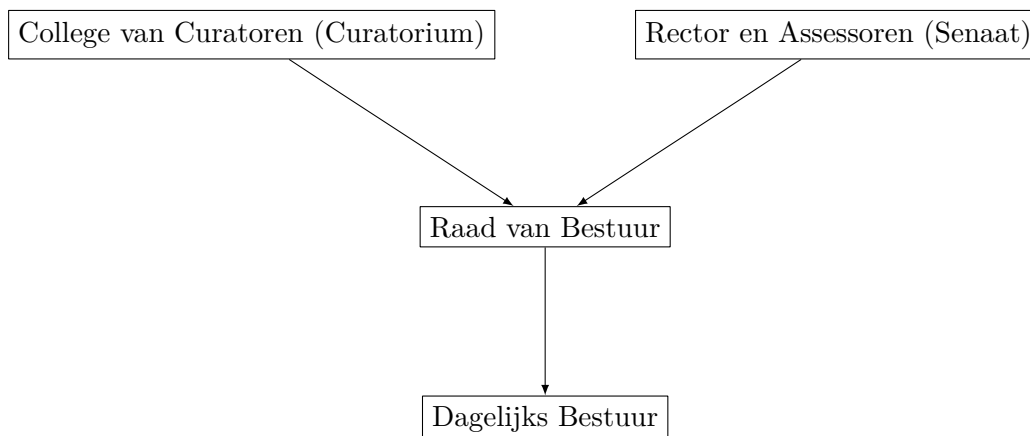 College van Curatoren (Curatorium)
Rector en Assessoren (Senaat)
Raad van Bestuur
Dagelijks Bestuur